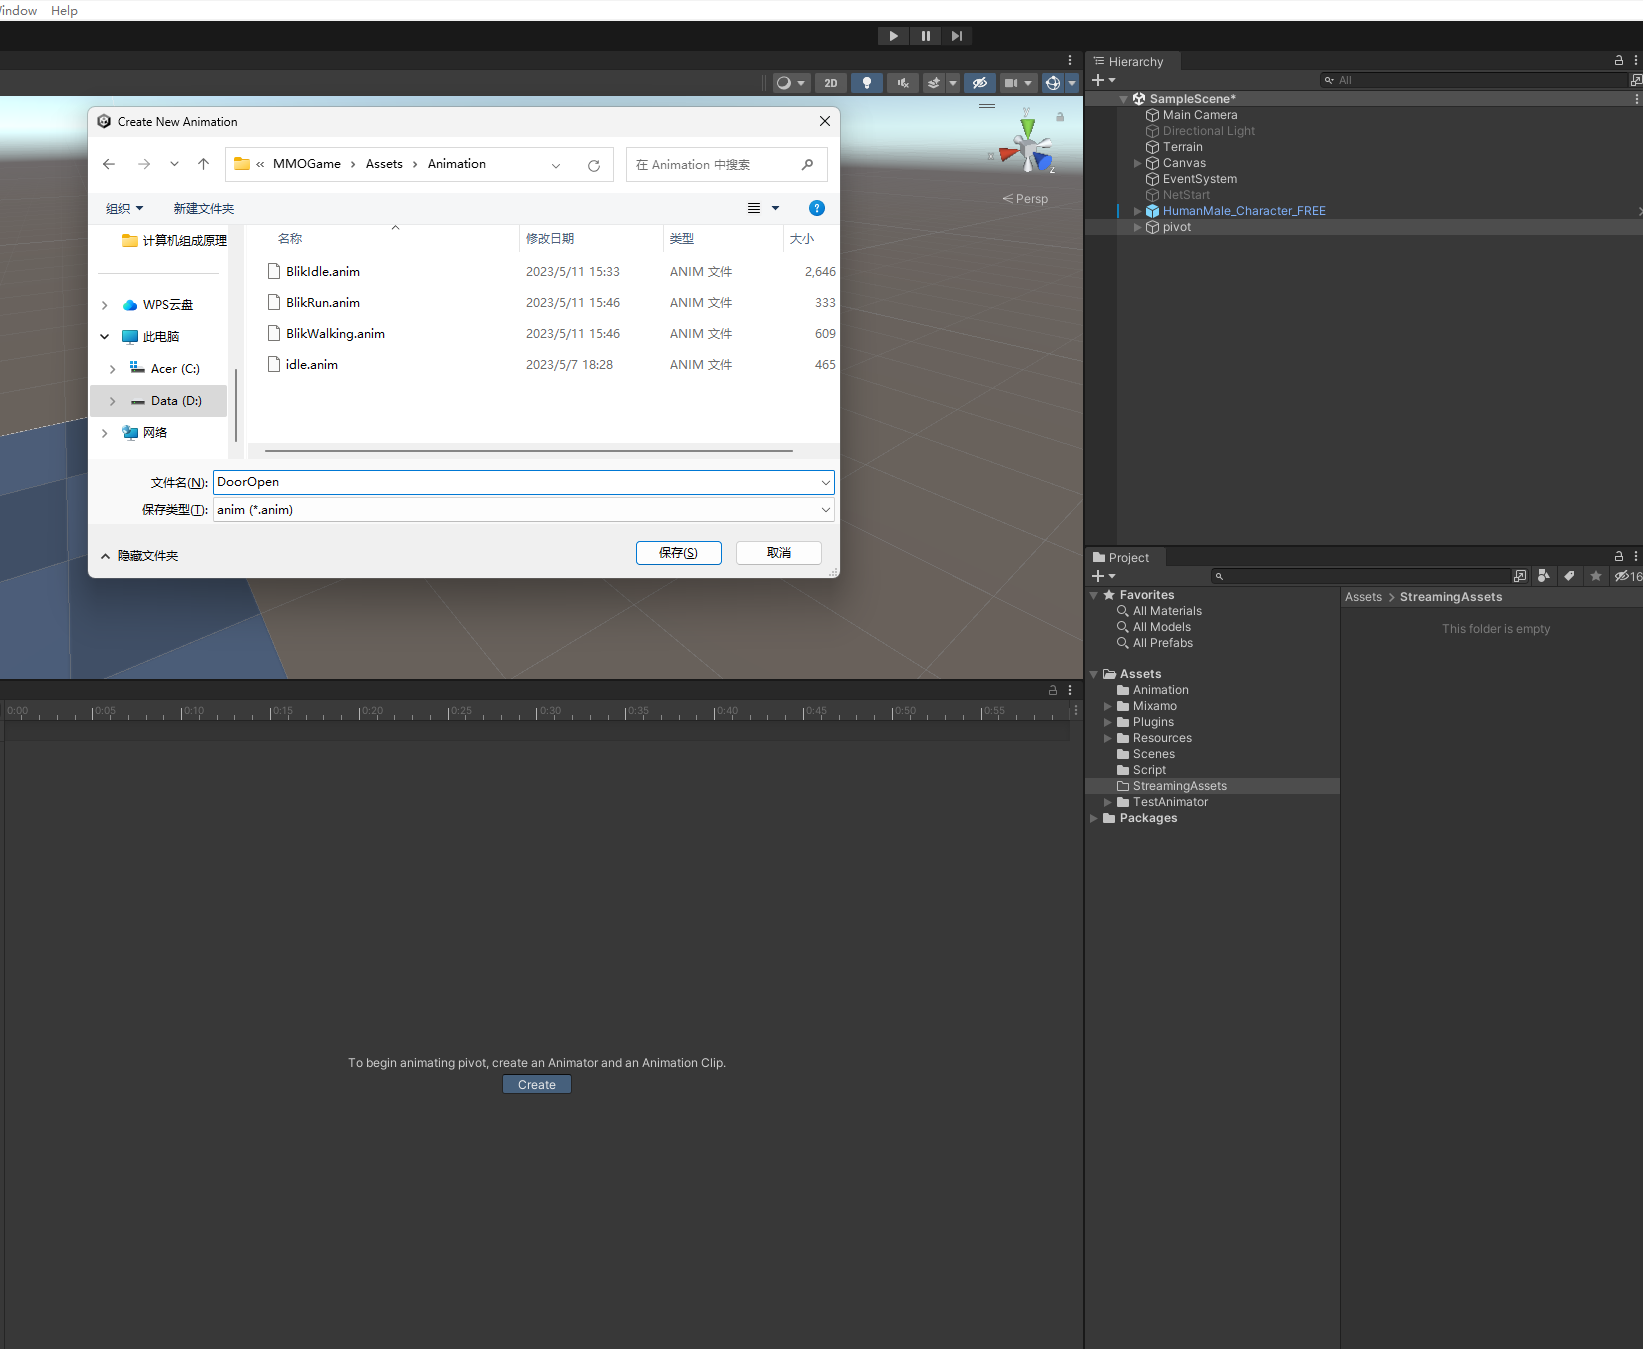 Window Help
2D
Hierarchy
All
SampleScene*
Main Camera
Directional Light
Terrain
Canvas
EventSystem
NetStart
HumanMale_Character_FREE
pivot
y
x
z
Persp
Create New Animation
« MMOGame > Assets > Animation
在 Animation 中搜索
组织 新建文件夹
?
计算机组成原理
WPS云盘
此电脑
Acer (C:)
Data (D:)
网络
名称 修改日期 类型 大小
BlikIdle.anim 2023/5/11 15:33 ANIM 文件 2,646
BlikRun.anim 2023/5/11 15:46 ANIM 文件 333
BlikWalking.anim 2023/5/11 15:46 ANIM 文件 609
idle.anim 2023/5/7 18:28 ANIM 文件 465
文件名(N): DoorOpen
保存类型(T): anim (*.anim)
隐藏文件夹
保存(S) 取消
Project
16
Favorites
All Materials
All Models
All Prefabs
Assets
Animation
Mixamo
Plugins
Resources
Scenes
Script
StreamingAssets
TestAnimator
Packages
Assets > StreamingAssets
This folder is empty
0:00 0:05 0:10 0:15 0:20 0:25 0:30 0:35 0:40 0:45 0:50 0:55
To begin animating pivot, create an Animator and an Animation Clip.
Create